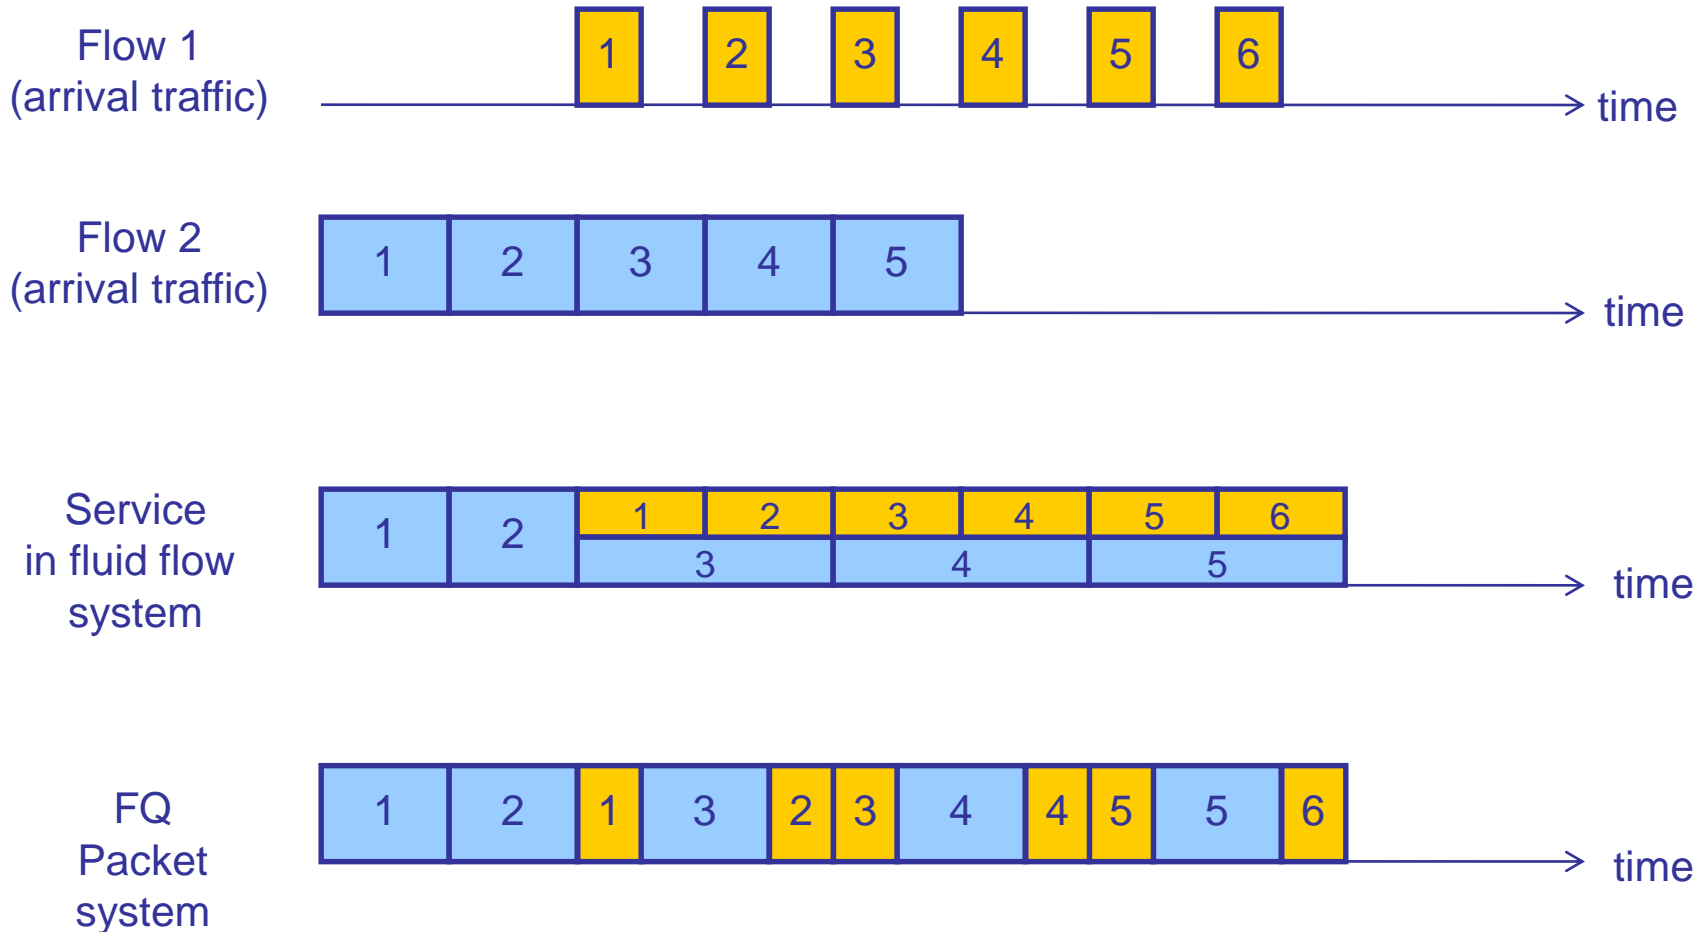 Flow 1
(arrival traffic)
1 2 3 4 5 6
time
Flow 2
(arrival traffic)
1 2 3 4 5
time
Service
in fluid flow
system
1 2
1 2 3 4 5 6
3 4 5
time
FQ
Packet
system
1 2 1 3 2 3 4 4 5 5 6
time